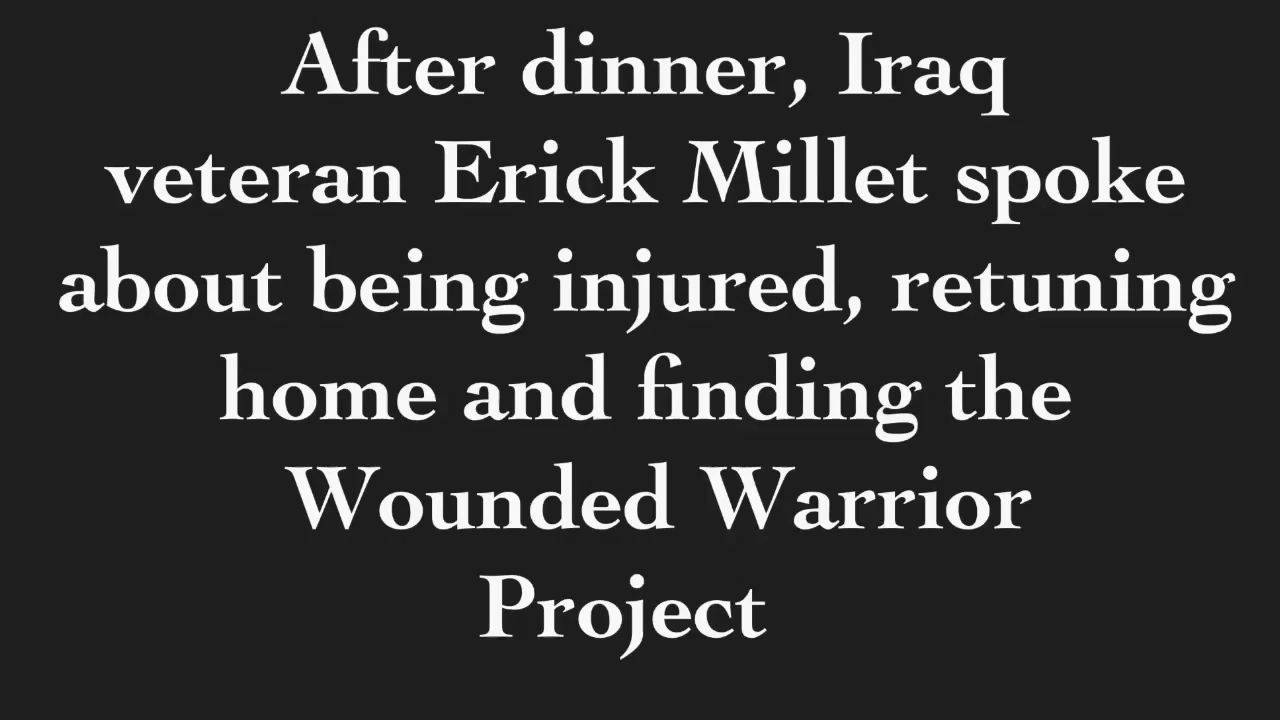 After dinner, Iraq
veteran Erick Millet spoke
about being injured, retuning
home and finding the
Wounded Warrior
Project